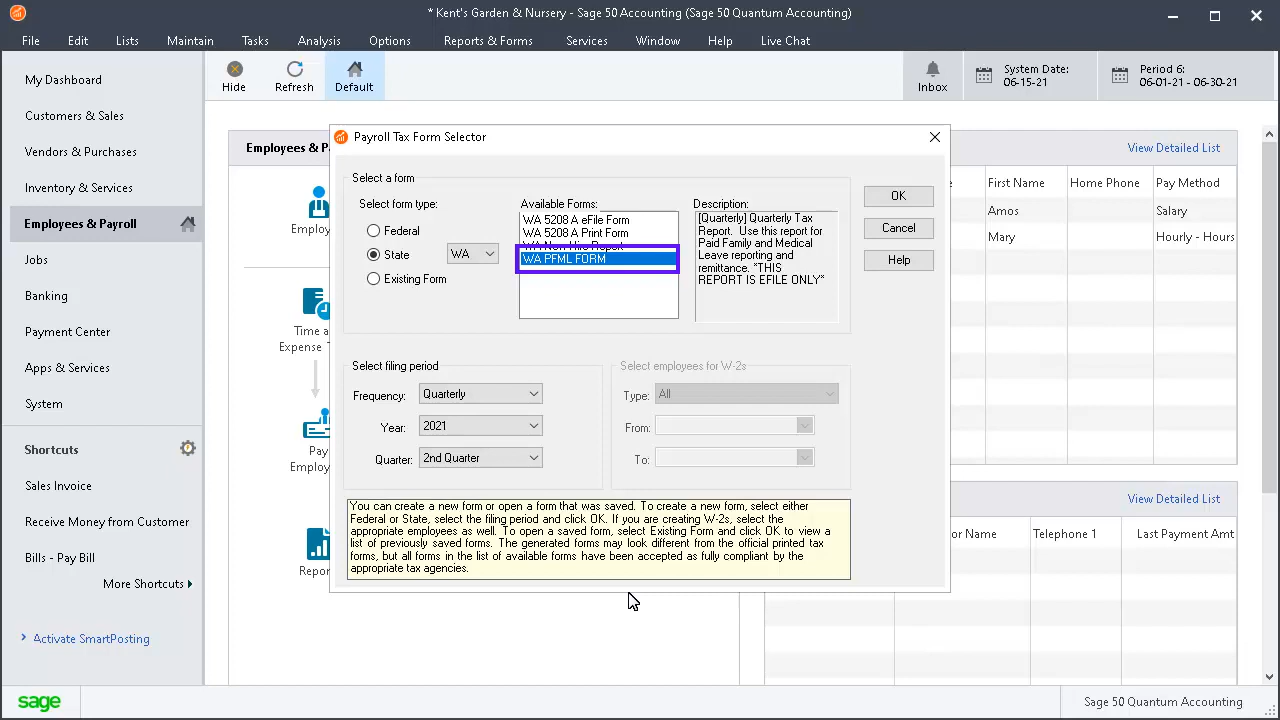 * Kent's Garden & Nursery - Sage 50 Accounting (Sage 50 Quantum Accounting)
File Edit Lists Maintain Tasks Analysis Options Reports & Forms Services Window Help Live Chat
My Dashboard
Customers & Sales
Vendors & Purchases
Inventory & Services
Employees & Payroll
Jobs
Banking
Payment Center
Apps & Services
System
Shortcuts
Sales Invoice
Receive Money from Customer
Bills - Pay Bill
More Shortcuts
Activate SmartPosting
Hide Refresh Default
Inbox
System Date:
06-15-21
Period 6:
06-01-21 - 06-30-21
Employees & P
Employ
Time a
Expense T
Pay
Employ
Repor
Payroll Tax Form Selector
Select a form
Select form type:
Federal
State WA
Existing Form
Available Forms:
WA 5208 A eFile Form
WA 5208 A Print Form
WA New Hire Report
WA PFML FORM
Description:
[Quarterly] Quarterly Tax
Report. Use this report for
Paid Family and Medical
Leave reporting and
remittance. *THIS
REPORT IS EFILE ONLY*
OK
Cancel
Help
Select filing period
Frequency: Quarterly
Year: 2021
Quarter: 2nd Quarter
Select employees for W-2s
Type: All
From:
To:
You can create a new form or open a form that was saved. To create a new form, select either
Federal or State, select the filing period and click OK. If you are creating W-2s, select the
appropriate employees as well. To open a saved form, select Existing Form and click OK to view a
list of previously saved forms. The generated forms may look different from the official printed tax
forms, but all forms in the list of available forms have been accepted as fully compliant by the
appropriate tax agencies.
View Detailed List
First Name Home Phone Pay Method
Amos Salary
Mary Hourly - Hours
View Detailed List
or Name Telephone 1 Last Payment Amt
sage
Sage 50 Quantum Accounting